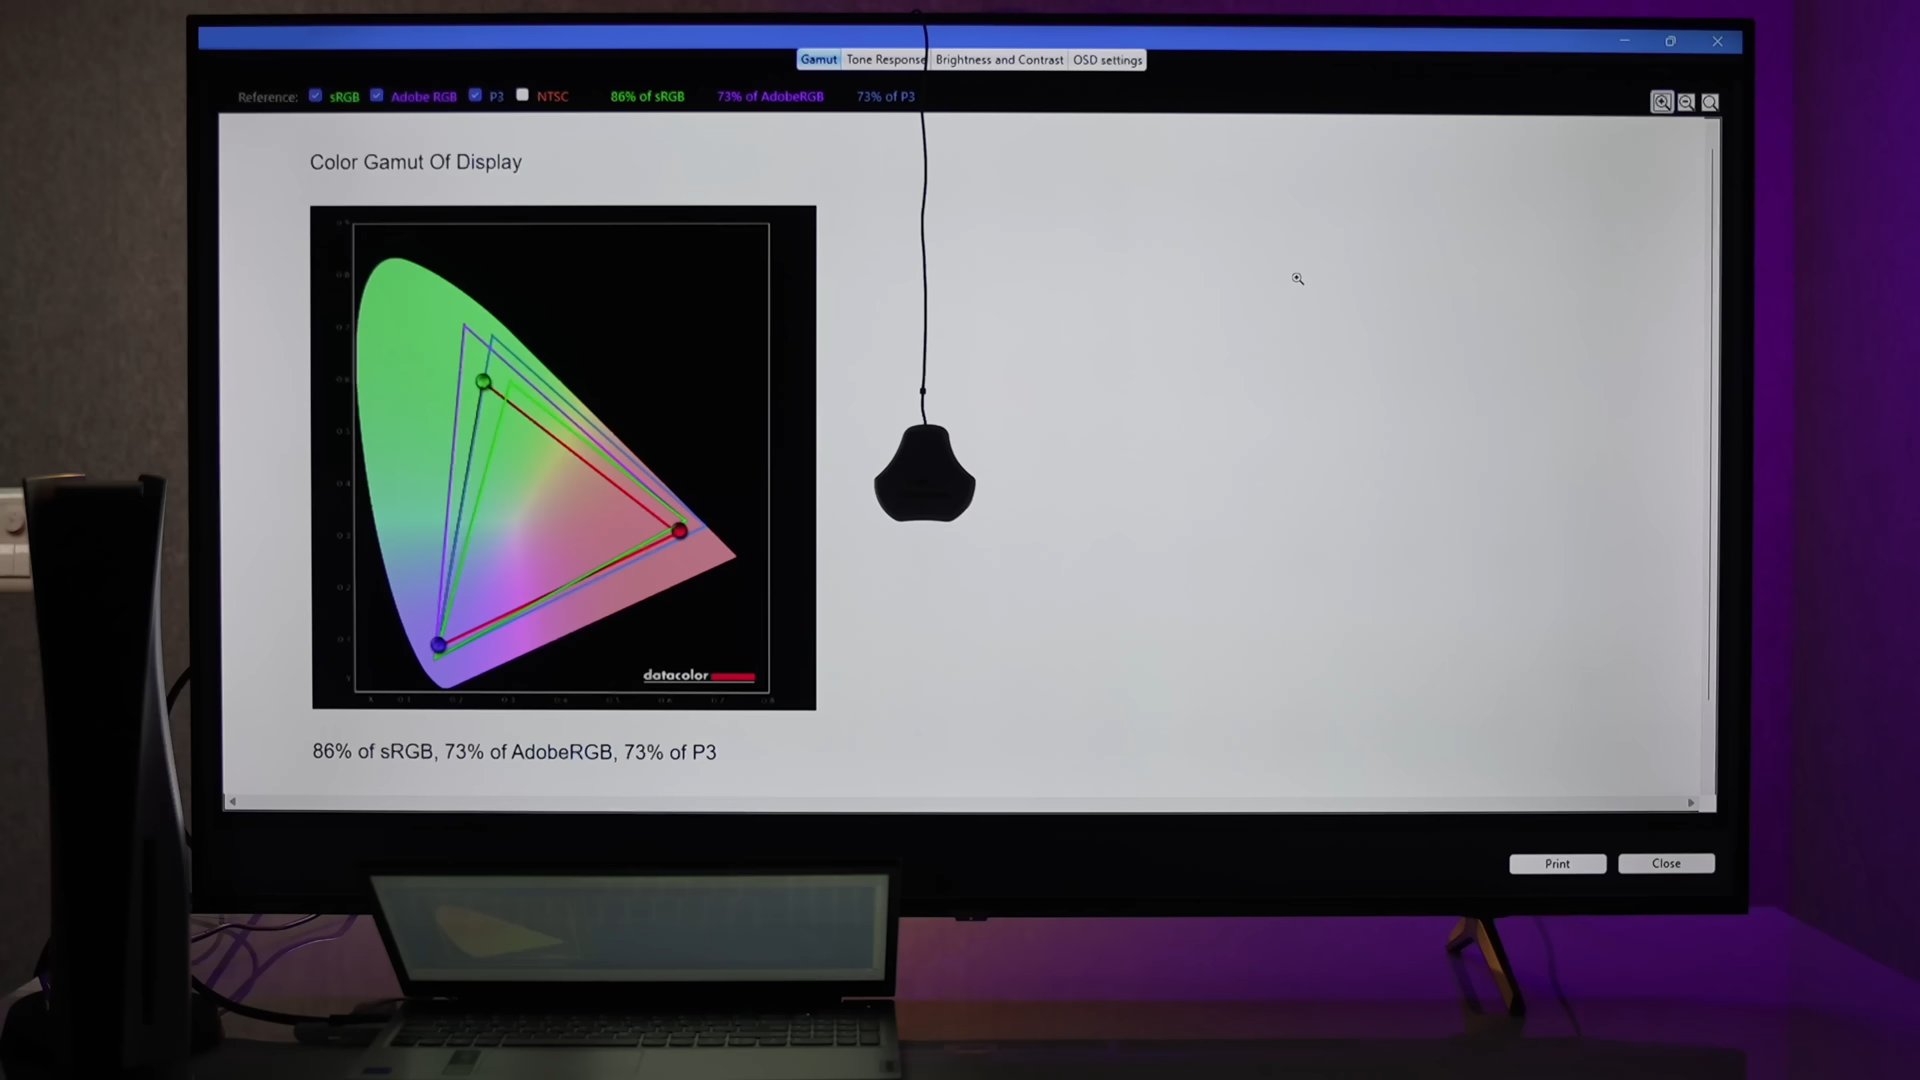 Gamut Tone Response Brightness and Contrast OSD settings
Reference: sRGB Adobe RGB P3 NTSC 86% of sRGB 73% of AdobeRGB 73% of P3
Color Gamut Of Display
datacolor
86% of sRGB, 73% of AdobeRGB, 73% of P3
Print Close